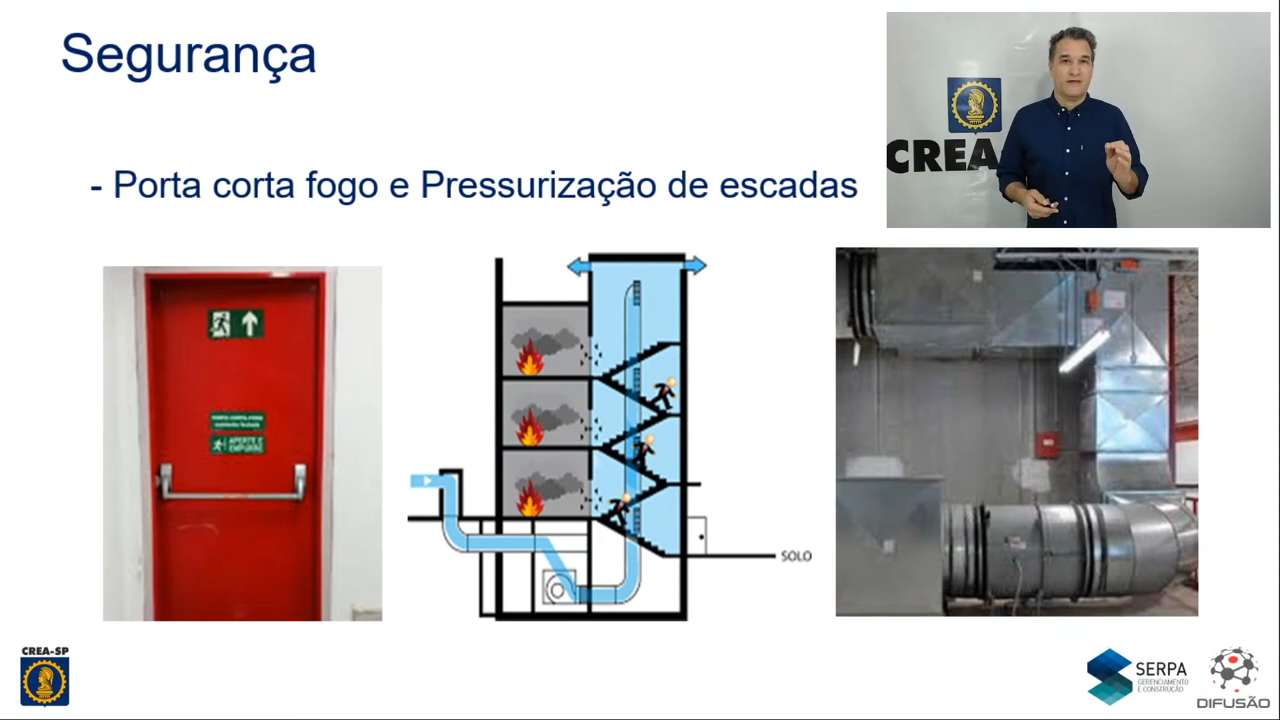 Segurança
CREA
- Porta corta fogo e Pressurização de escadas
APERTE E
EMPURRE
SOLO
CREA-SP
SERPA
GERENCIAMENTO
E CONSTRUÇÃO
DIFUSÃO